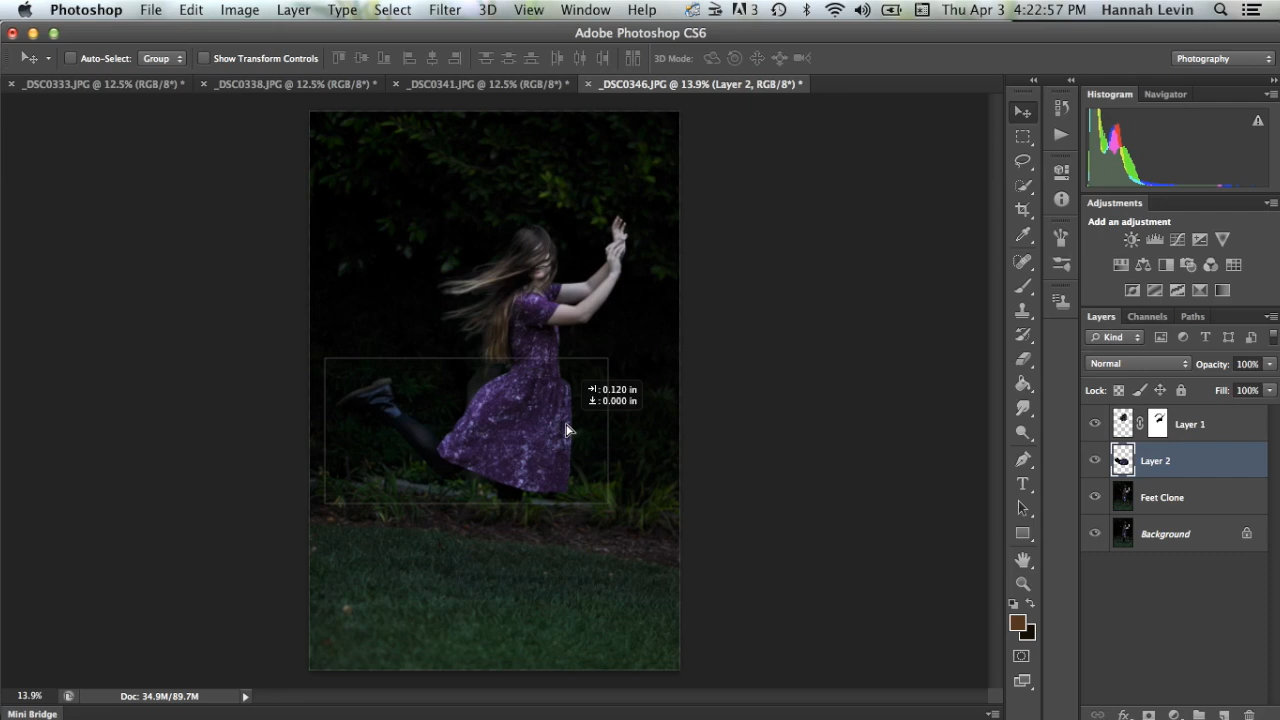 Photoshop File Edit Image Layer Type Select Filter 3D View Window Help 3 Thu Apr 3 4:22:57 PM Hannah Levin
Adobe Photoshop CS6
Auto-Select: Group Show Transform Controls 3D Mode: Photography
_DSC0333.JPG @ 12.5% (RGB/8*) * _DSC0338.JPG @ 12.5% (RGB/8*) * _DSC0341.JPG @ 12.5% (RGB/8*) * _DSC0346.JPG @ 13.9% (Layer 2, RGB/8*) *
Histogram Navigator
Adjustments
Add an adjustment
Layers Channels Paths
Kind
Normal Opacity: 100%
Lock: Fill: 100%
Layer 1
Layer 2
Feet Clone
Background
: 0.120 in
: 0.000 in
13.9% Doc: 34.9M/89.7M
Mini Bridge